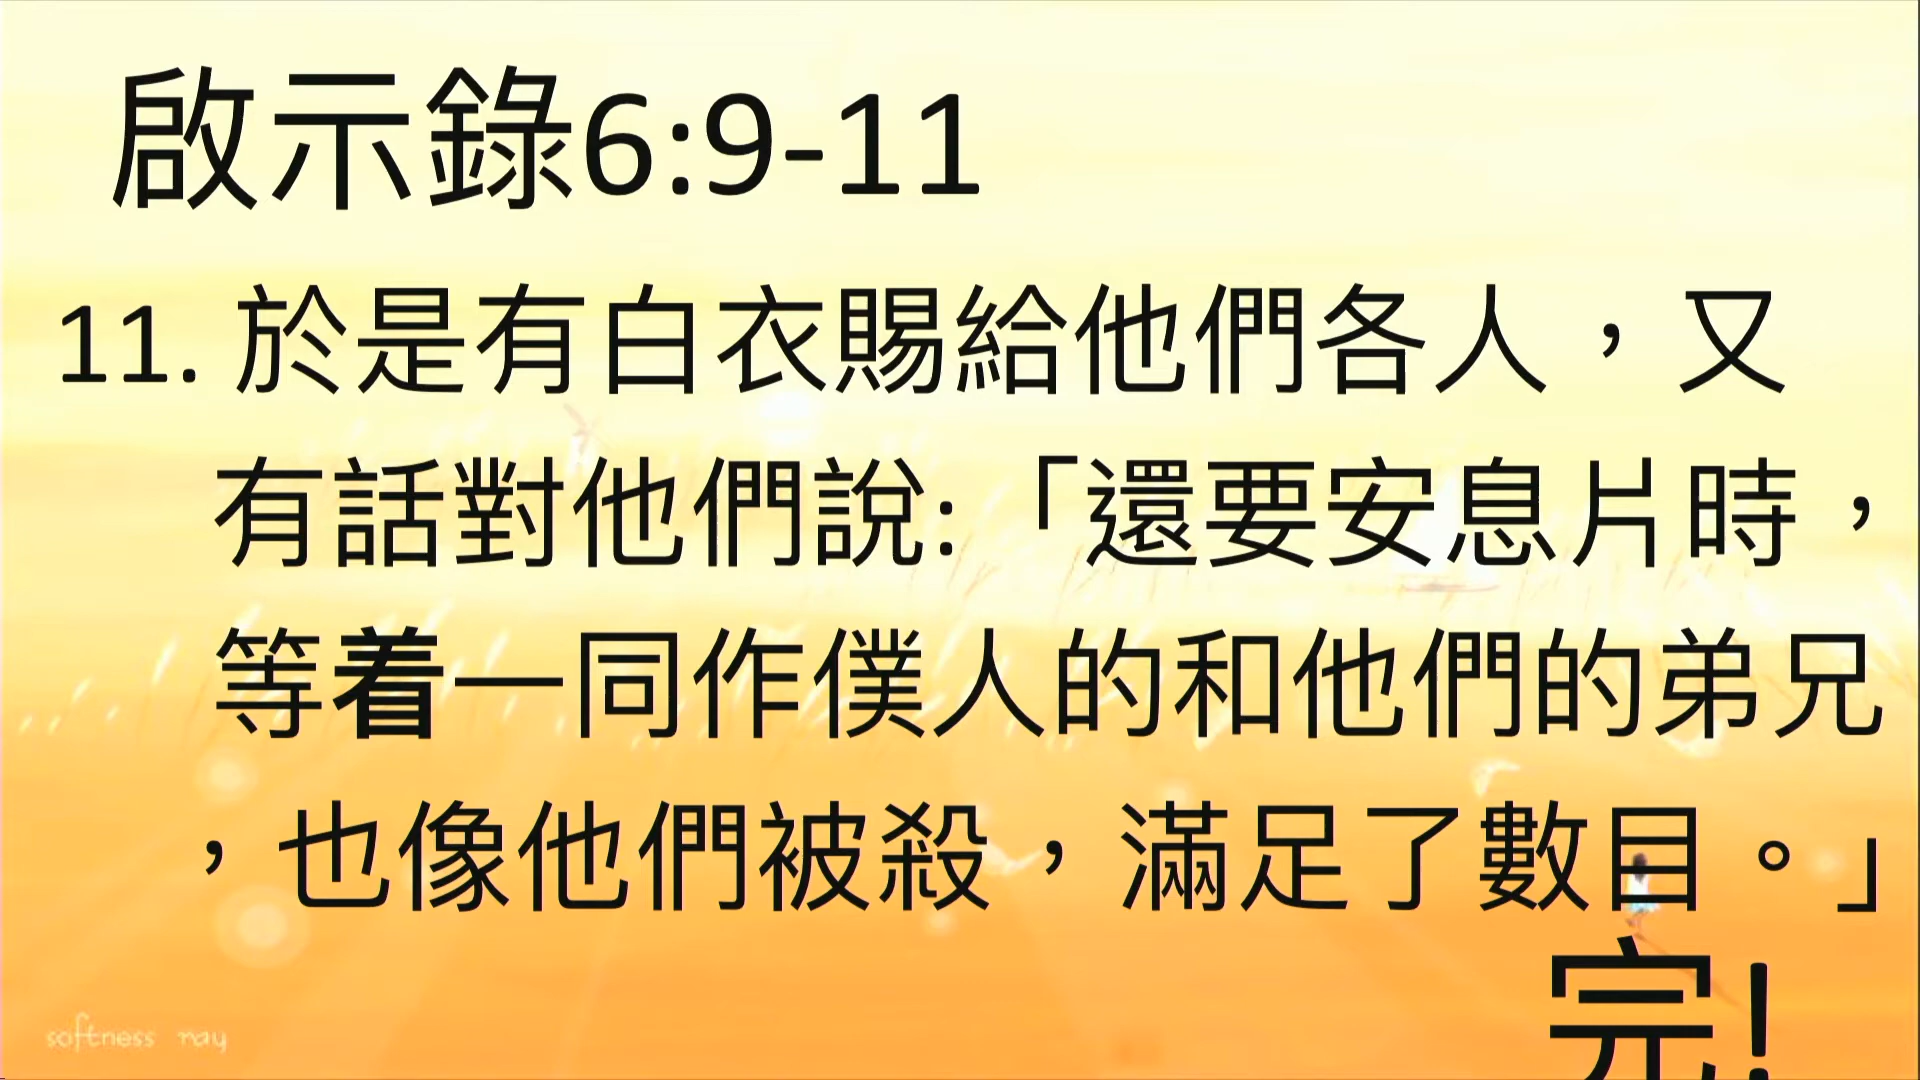 啟示錄6:9-11
11. 於是有白衣賜給他們各人，又
有話對他們說:「還要安息片時，
等着一同作僕人的和他們的弟兄
，也像他們被殺，滿足了數目。」
完!
softness ray